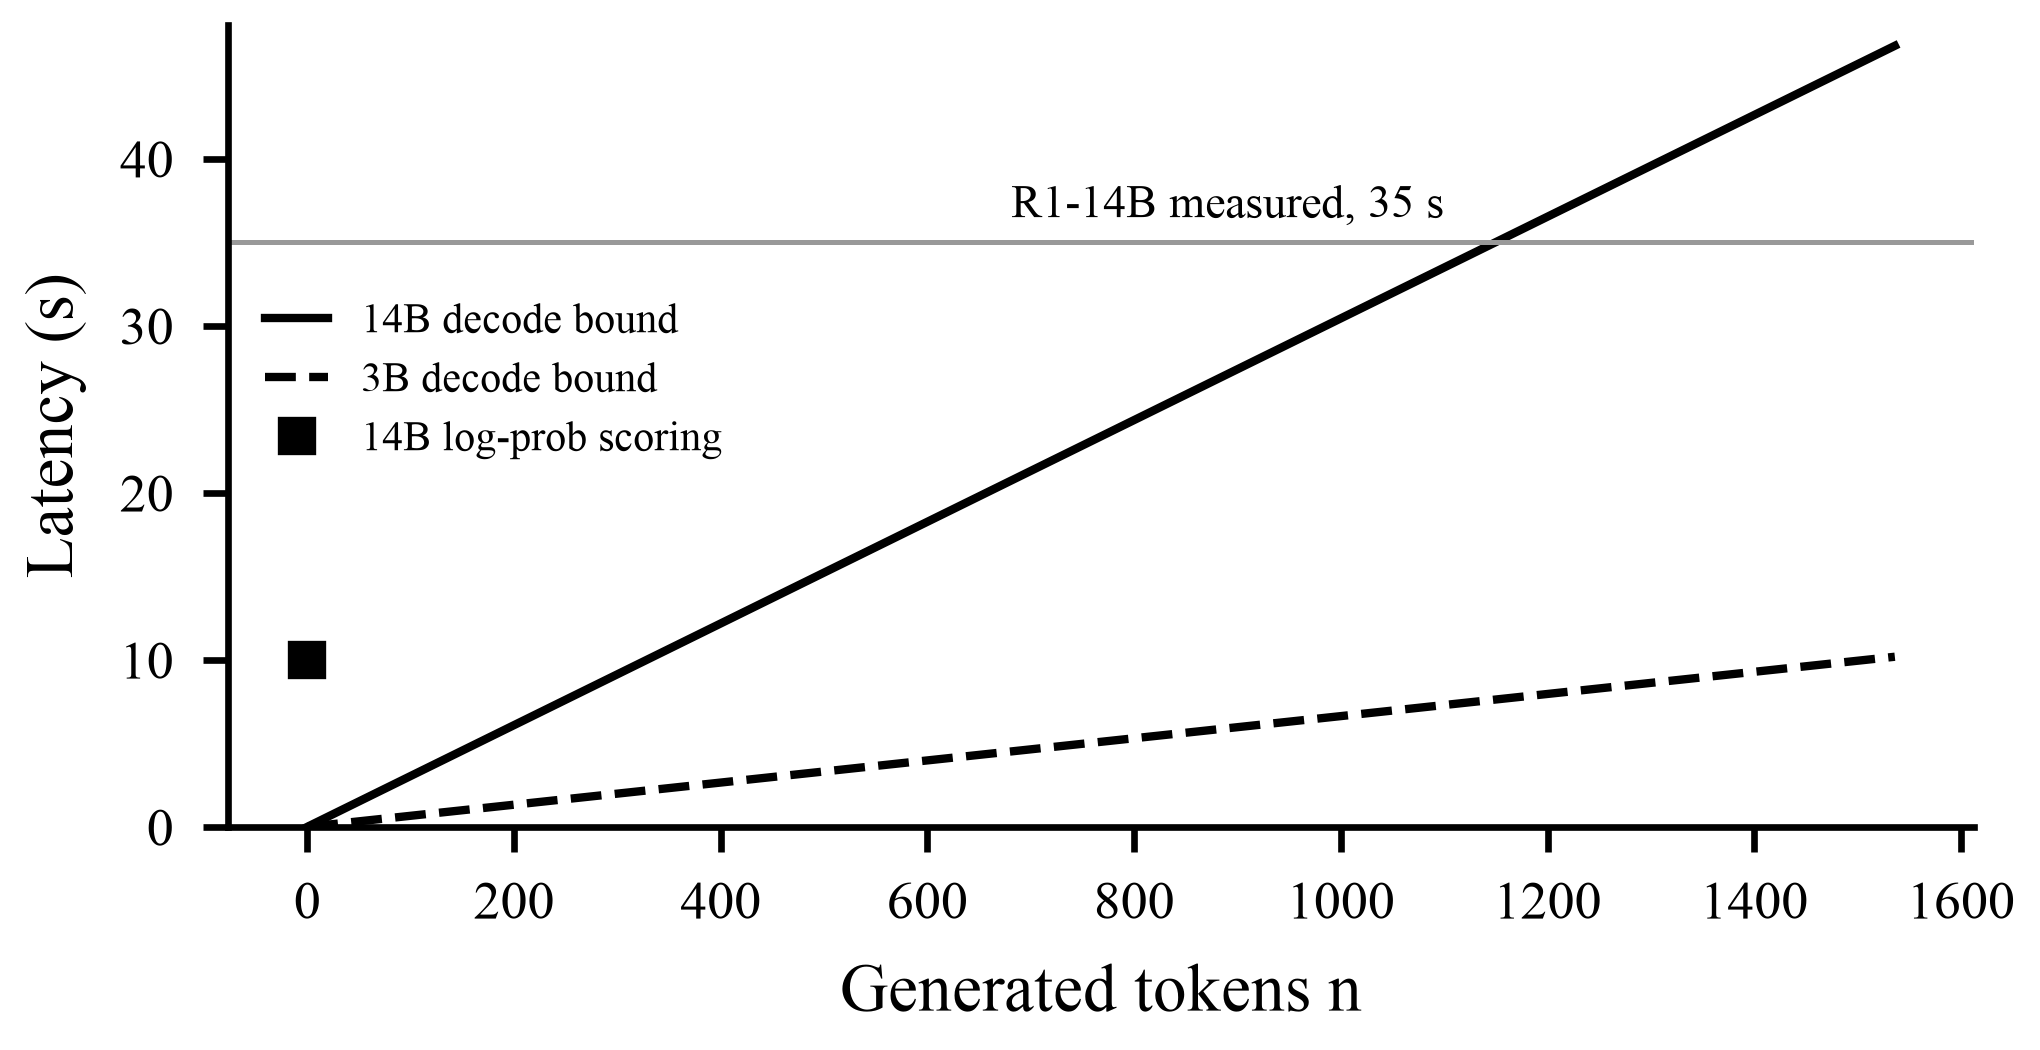 Latency (s)
40
30
20
10
0
R1-14B measured, 35 s
14B decode bound
3B decode bound
14B log-prob scoring
0 200 400 600 800 1000 1200 1400 1600
Generated tokens n